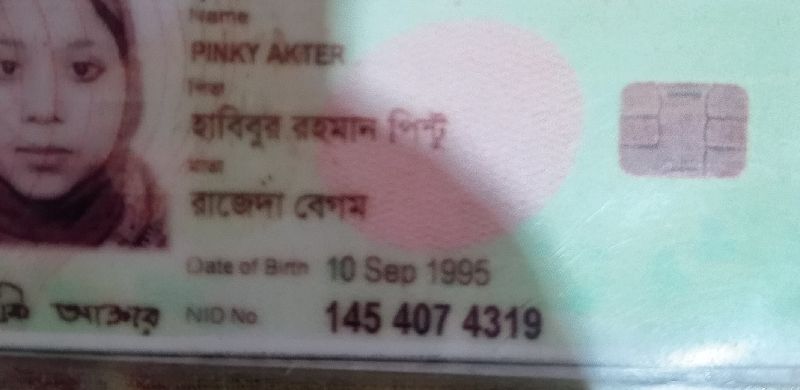 Name
PINKY AKTER
পিতা
হাবিবুর রহমান পিন্টু
মাতা
রাজেদা বেগম
Date of Birth 10 Sep 1995
আক্তার NID No 145 407 4319